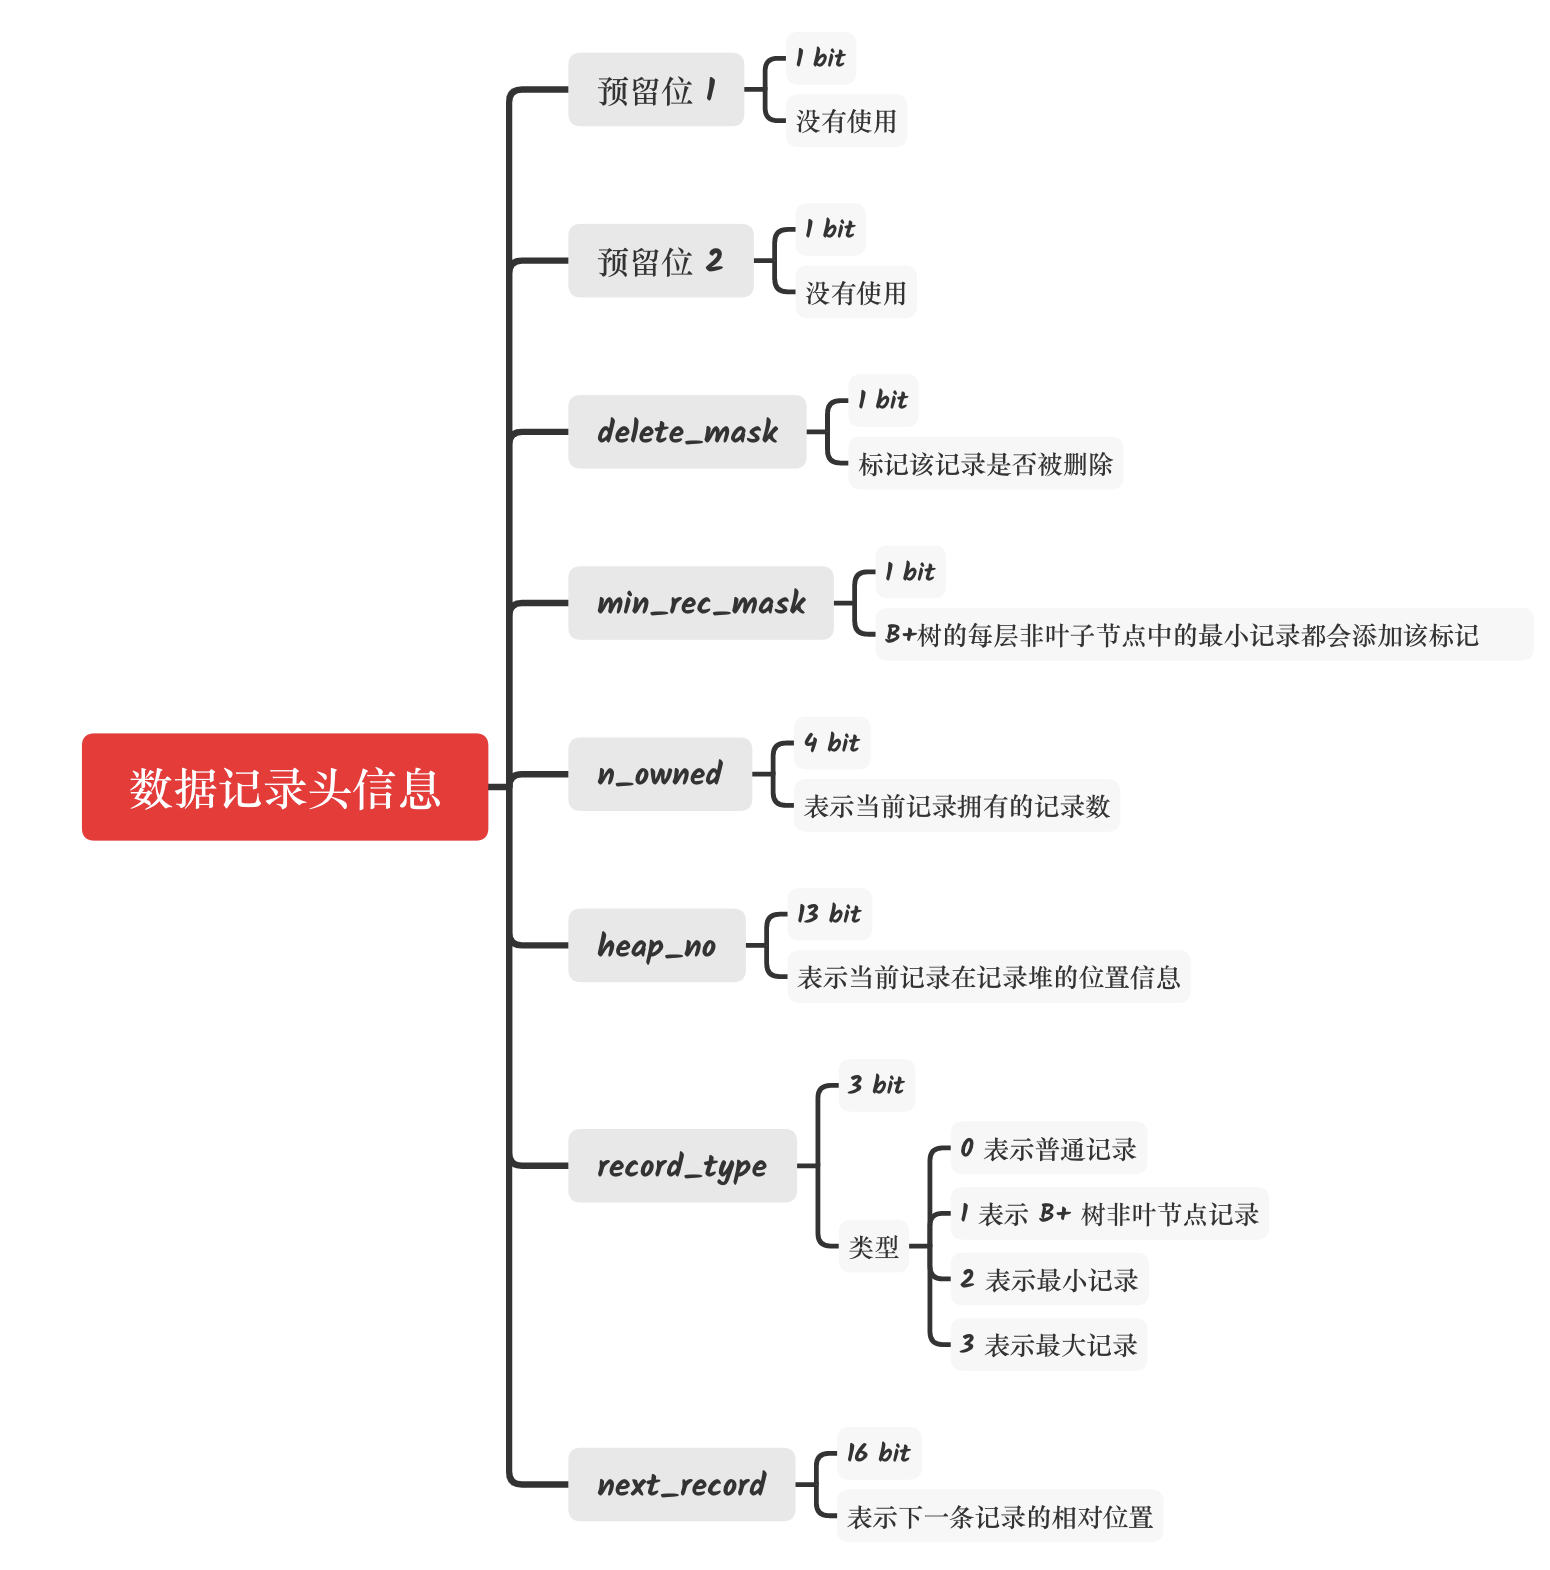 数据记录头信息
预留位 1
1 bit
没有使用
预留位 2
1 bit
没有使用
delete_mask
1 bit
标记该记录是否被删除
min_rec_mask
1 bit
B+树的每层非叶子节点中的最小记录都会添加该标记
n_owned
4 bit
表示当前记录拥有的记录数
heap_no
13 bit
表示当前记录在记录堆的位置信息
record_type
3 bit
类型
0 表示普通记录
1 表示 B+ 树非叶节点记录
2 表示最小记录
3 表示最大记录
next_record
16 bit
表示下一条记录的相对位置